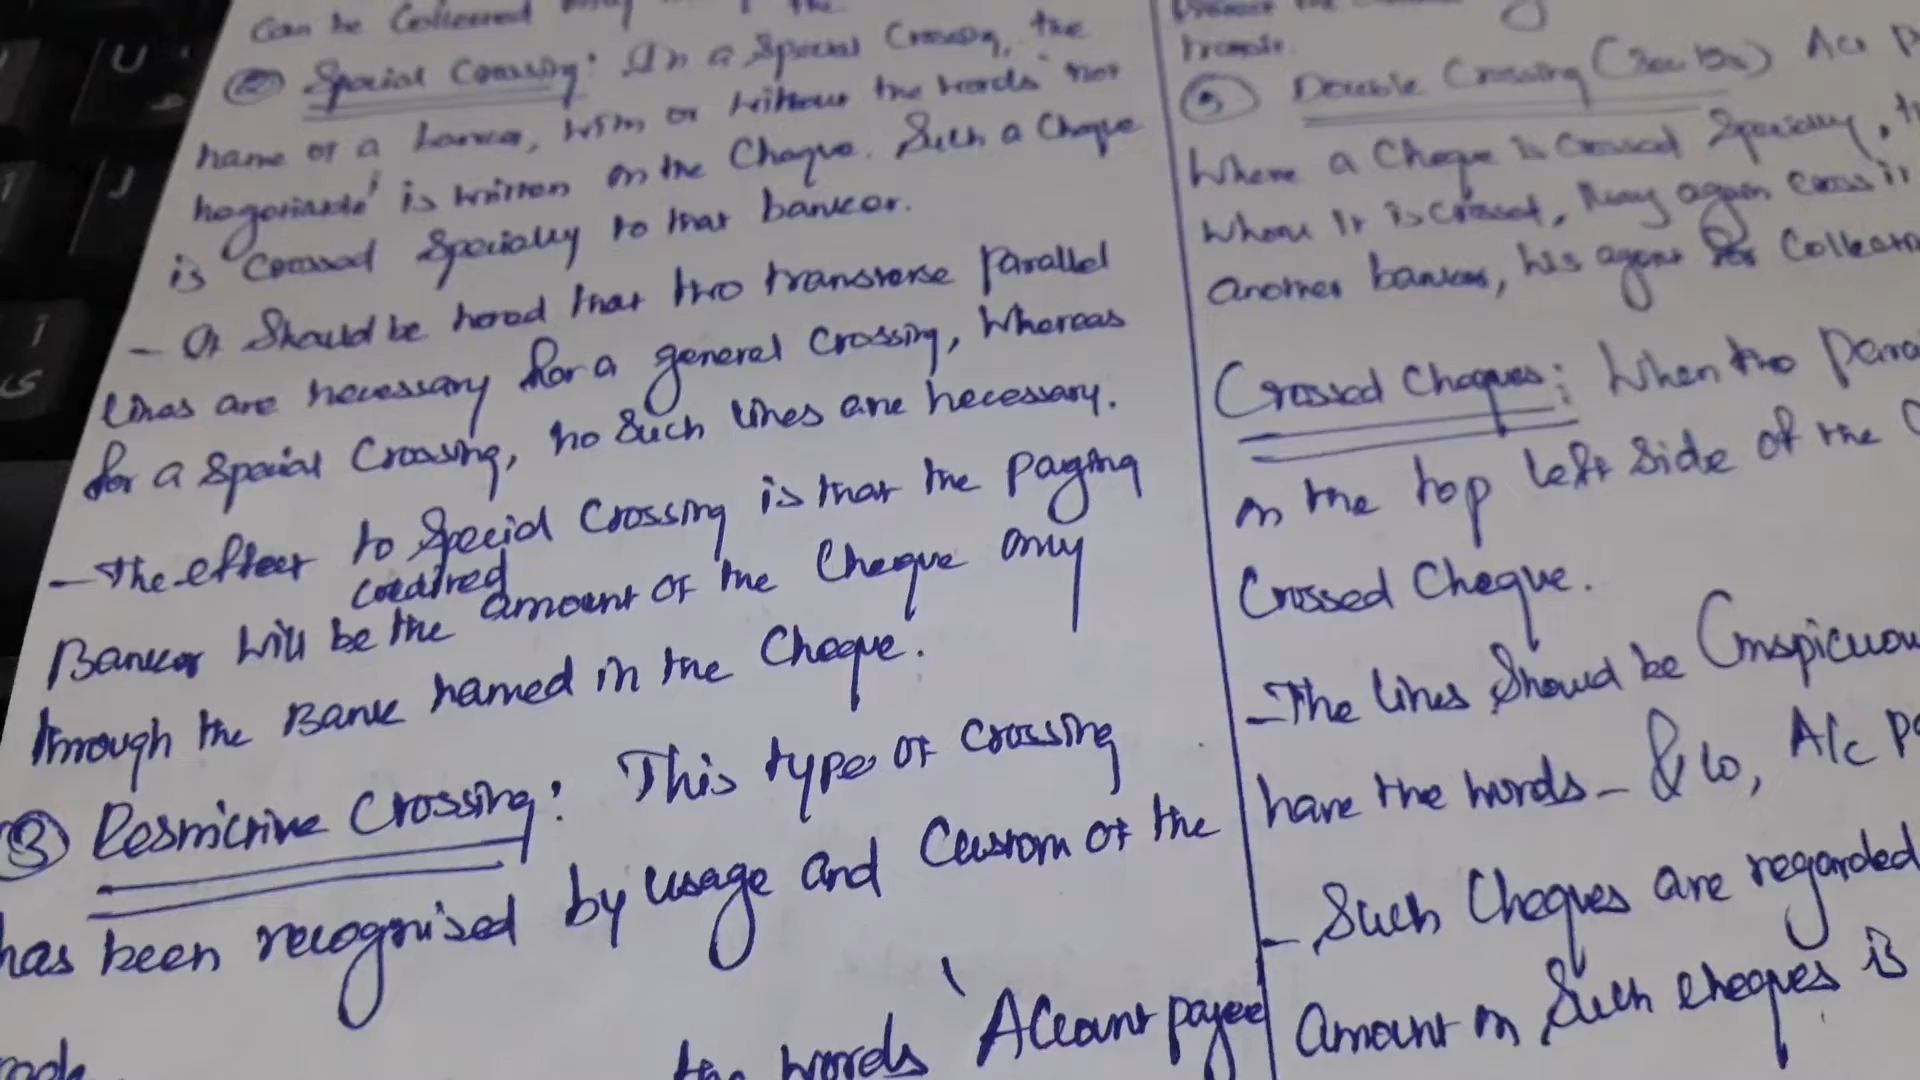 can be collected
② Special Crossing: In a Special Crossing, the
name of a banker, with or without the words 'not
negotiable' is written on the Cheque. Such a Cheque
is Crossed Specially to that banker.
- It Should be noted that two transverse parallel
lines are necessary for a general Crossing, Whereas
for a Special Crossing, no Such lines are necessary.
- The effect to Special Crossing is that the paying
Banker will be the credited amount of the Cheque only
through the Bank named in the Cheque.
③ Restrictive Crossing: This type of Crossing
has been recognised by usage and Custom of the
the words 'Account payee
⑤ Double Crossing (Sec 125)
Where a Cheque is Crossed Specially,
whom it is Crossed, May again Cross it
another banker, his agent for
Crossed Cheques: When two
on the top left Side of the
Crossed Cheque.
- The lines Should be
have the words - & Co, A/c
- Such Cheques are regarded
amount on Such Cheques is